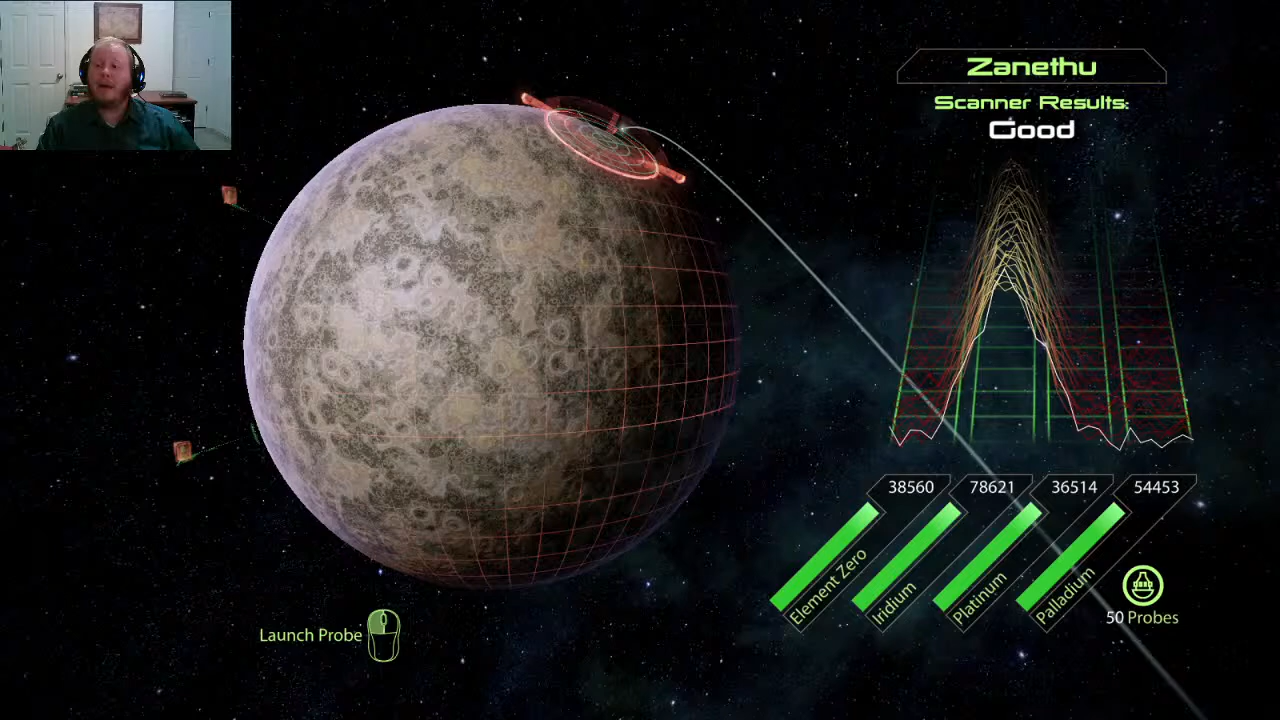 Zanethu
Scanner Results:
Good
38560
78621
36514
54453
Element Zero
Iridium
Platinum
Palladium
50 Probes
Launch Probe